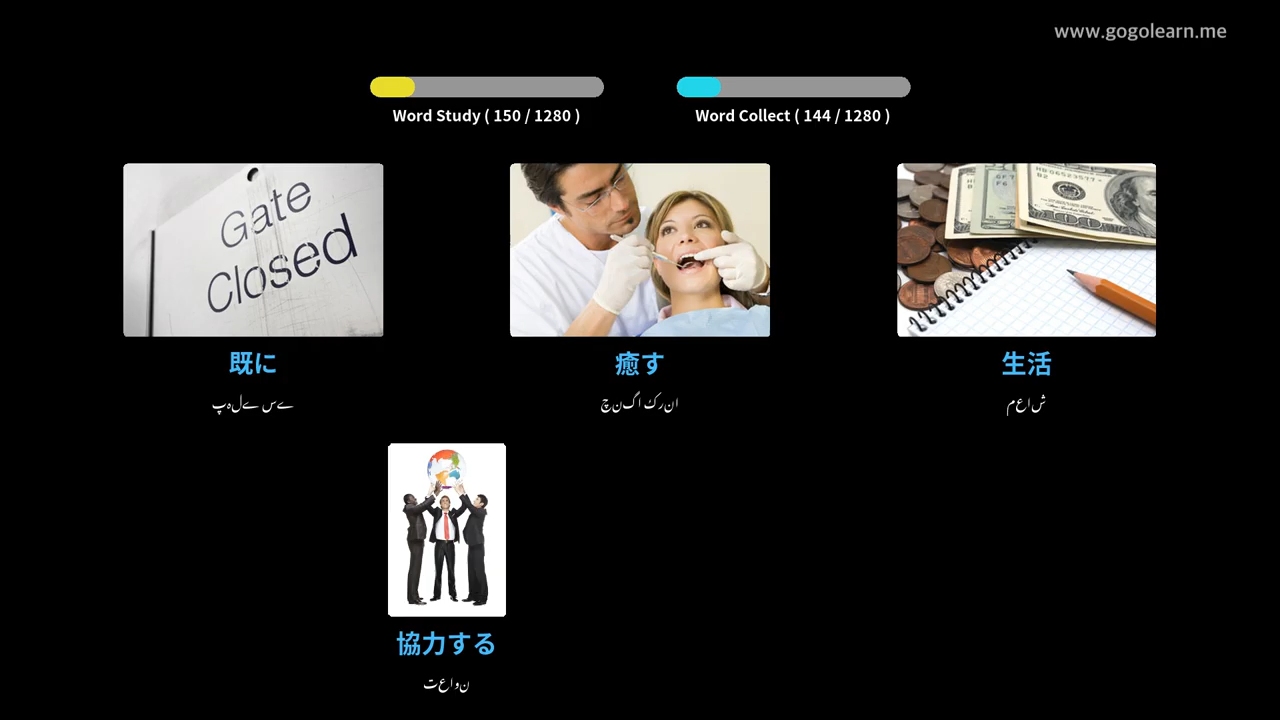 www.gogolearn.me
Word Study ( 150 / 1280 )
Word Collect ( 144 / 1280 )
Gate
Closed
既に
پہلے سے
癒す
چنگا کرنا
生活
معاش
協力する
تعاون